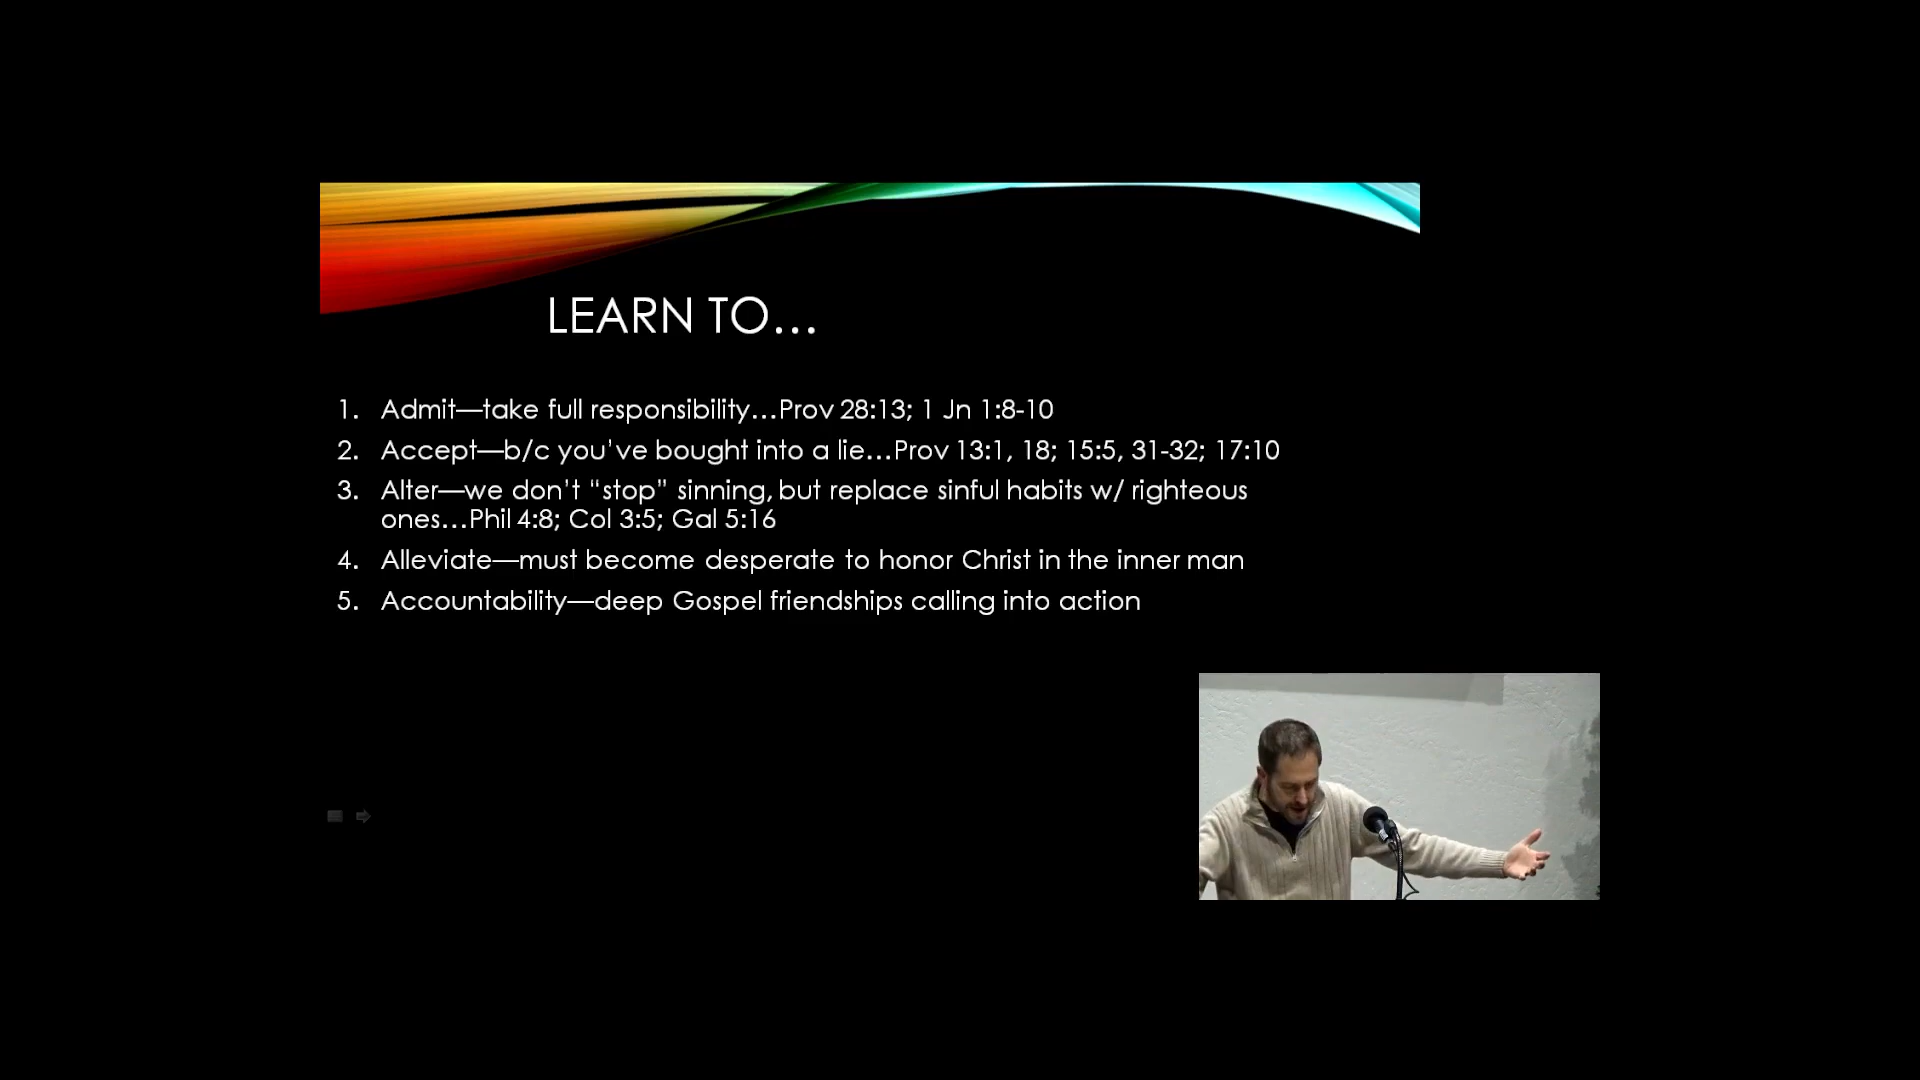 LEARN TO…
1. Admit—take full responsibility…Prov 28:13; 1 Jn 1:8-10
2. Accept—b/c you’ve bought into a lie…Prov 13:1, 18; 15:5, 31-32; 17:10
3. Alter—we don’t “stop” sinning, but replace sinful habits w/ righteous
ones…Phil 4:8; Col 3:5; Gal 5:16
4. Alleviate—must become desperate to honor Christ in the inner man
5. Accountability—deep Gospel friendships calling into action